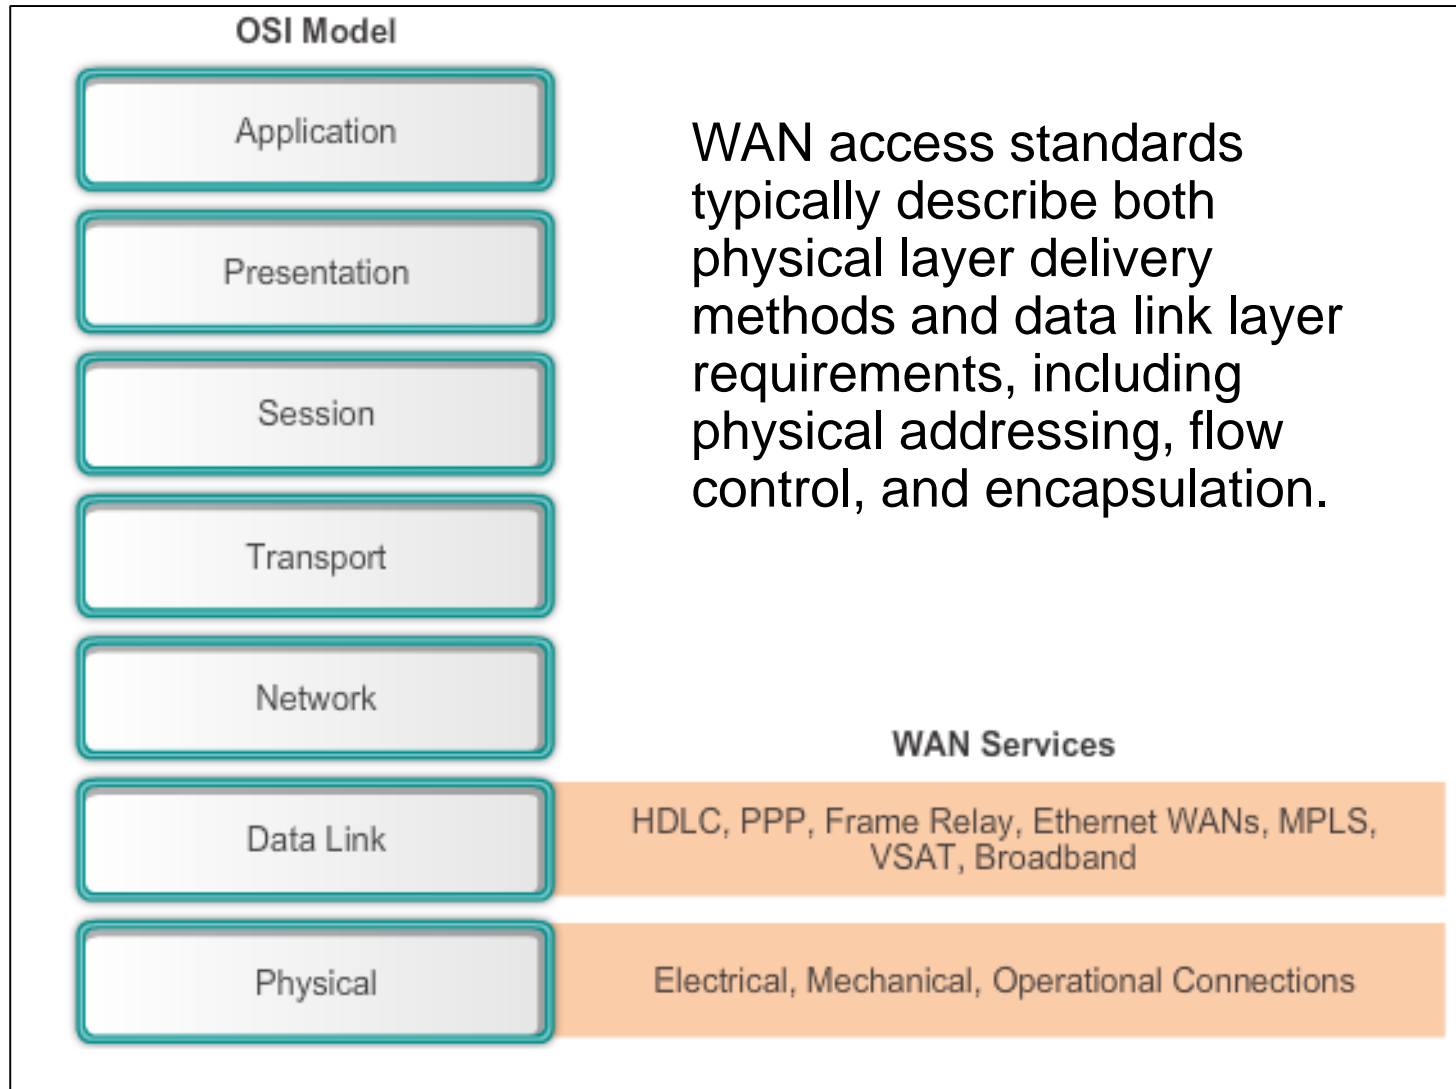 OSI Model
Application
Presentation
Session
Transport
Network
Data Link
Physical
WAN access standards
typically describe both
physical layer delivery
methods and data link layer
requirements, including
physical addressing, flow
control, and encapsulation.
WAN Services
HDLC, PPP, Frame Relay, Ethernet WANs, MPLS,
VSAT, Broadband
Electrical, Mechanical, Operational Connections